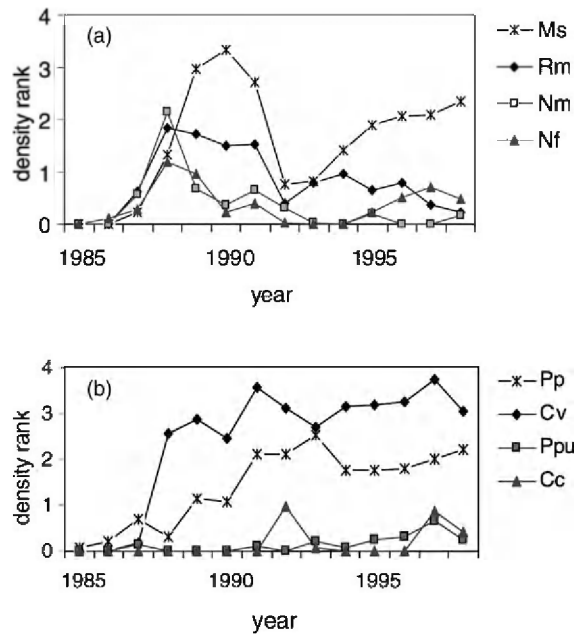 (a)
density rank
4
3
2
1
0
1985 1990 1995
year
Ms
Rm
Nm
Nf
(b)
density rank
4
3
2
1
0
1985 1990 1995
year
Pp
Cv
Ppu
Cc